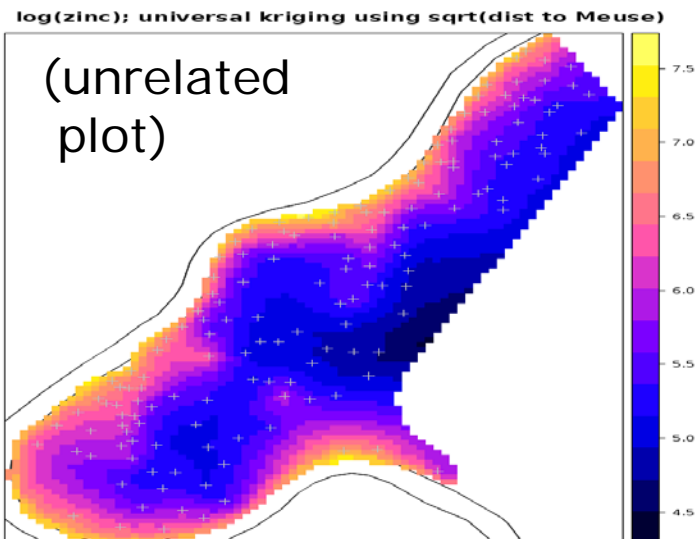 log(zinc); universal kriging using sqrt(dist to Meuse)
(unrelated
plot)
7.5
7.0
6.5
6.0
5.5
5.0
4.5